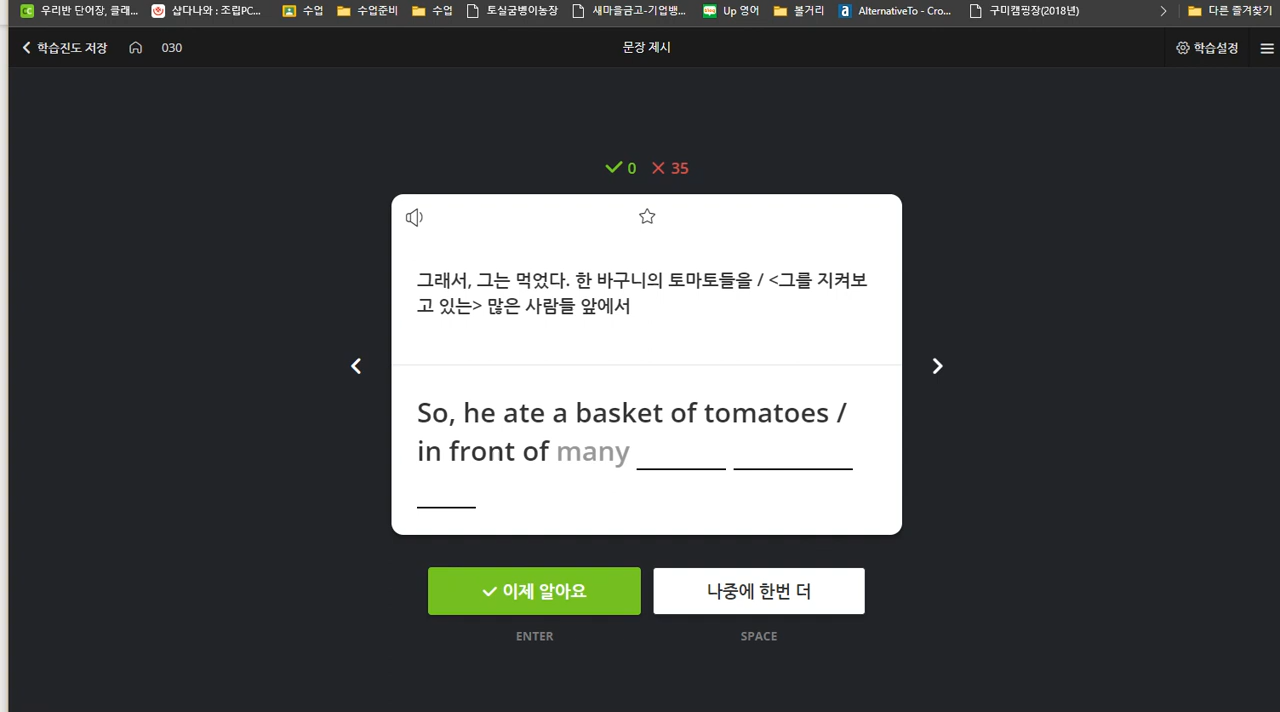 우리반 단어장, 클래... 샵다나와 : 조립PC... 수업 수업준비 수업 토실굼벵이농장 새마을금고-기업뱅... Up 영어 볼거리 AlternativeTo - Cro... 구미캠핑장(2018년) 다른 즐겨찾기
학습진도 저장 030 문장 제시 학습설정
0 35
그래서, 그는 먹었다. 한 바구니의 토마토들을 / <그를 지켜보
고 있는> 많은 사람들 앞에서
So, he ate a basket of tomatoes /
in front of many ______ ________
____
이제 알아요 나중에 한번 더
ENTER SPACE